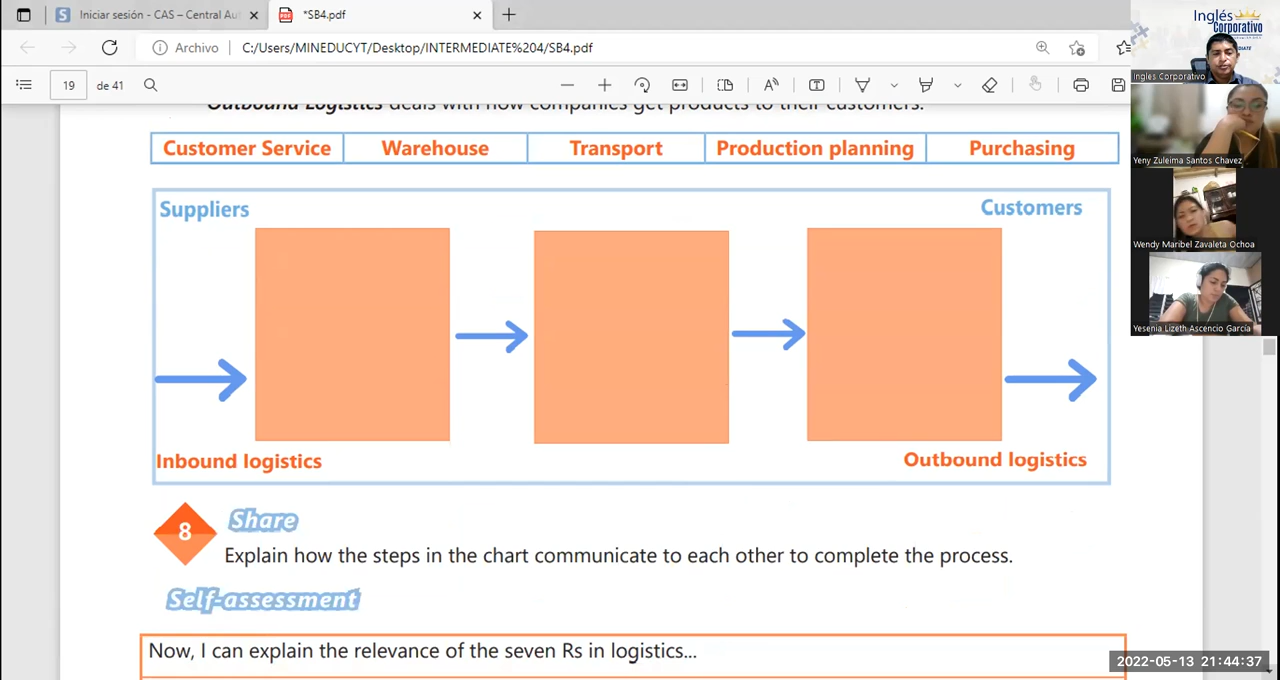 Iniciar sesión - CAS – Central Au
*SB4.pdf
Archivo
C:/Users/MINEDUCYT/Desktop/INTERMEDIATE%204/SB4.pdf
19 de 41
Outbound Logistics deals with how companies get products to their customers.
Customer Service Warehouse Transport Production planning Purchasing
Suppliers
Customers
Inbound logistics
Outbound logistics
8
Share
Explain how the steps in the chart communicate to each other to complete the process.
Self-assessment
Now, I can explain the relevance of the seven Rs in logistics...
Inglés
Corporativo
Ingles Corporativo
Yeny Zuleima Santos Chavez
Wendy Maribel Zavaleta Ochoa
Yesenia Lizeth Ascencio García
2022-05-13 21:44:37